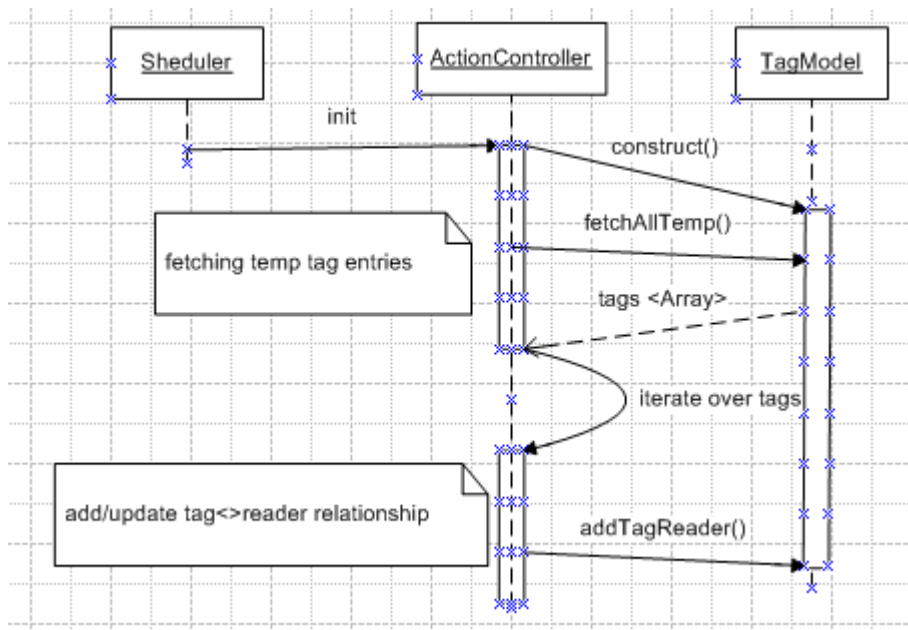 Sheduler
ActionController
TagModel
init
construct()
fetchAllTemp()
fetching temp tag entries
tags <Array>
iterate over tags
add/update tag<>reader relationship
addTagReader()